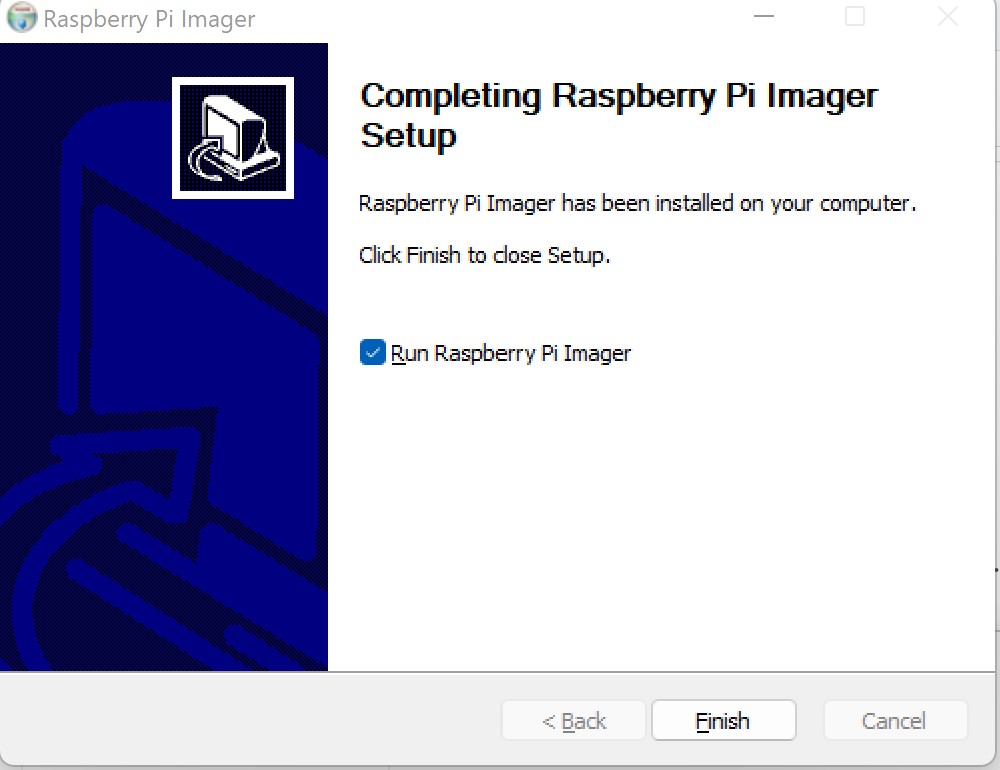 Raspberry Pi Imager
Completing Raspberry Pi Imager
Setup
Raspberry Pi Imager has been installed on your computer.
Click Finish to close Setup.
Run Raspberry Pi Imager
< Back
Finish
Cancel